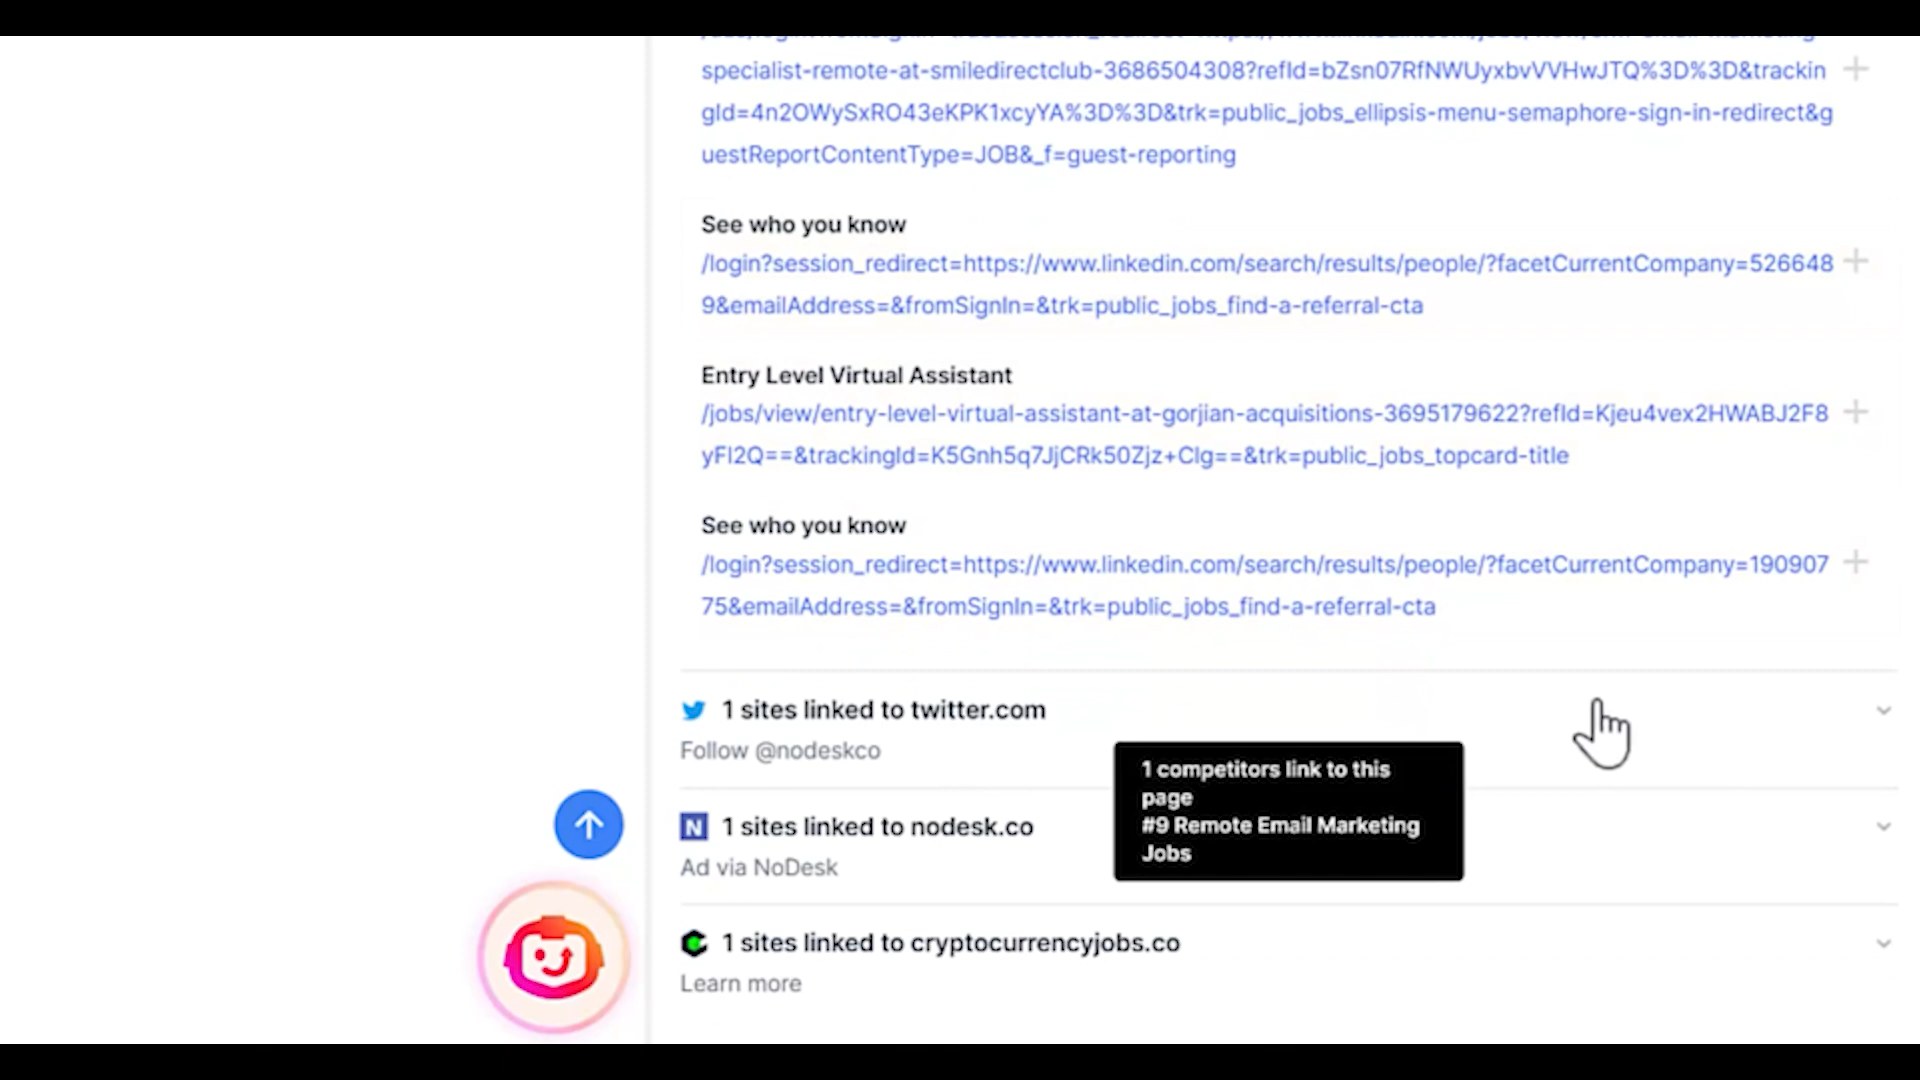 specialist-remote-at-smiledirectclub-3686504308?refId=bZsn07RfNWUyxbvVVHwJTQ%3D%3D&trackin
gId=4n2OWySxRO43eKPK1xcyYA%3D%3D&trk=public_jobs_ellipsis-menu-semaphore-sign-in-redirect&g
uestReportContentType=JOB&_f=guest-reporting
See who you know
/login?session_redirect=https://www.linkedin.com/search/results/people/?facetCurrentCompany=526648
9&emailAddress=&fromSignIn=&trk=public_jobs_find-a-referral-cta
Entry Level Virtual Assistant
/jobs/view/entry-level-virtual-assistant-at-gorjian-acquisitions-3695179622?refId=Kjeu4vex2HWABJ2F8
yFI2Q==&trackingId=K5Gnh5q7JjCRk50Zjz+CIg==&trk=public_jobs_topcard-title
See who you know
/login?session_redirect=https://www.linkedin.com/search/results/people/?facetCurrentCompany=190907
75&emailAddress=&fromSignIn=&trk=public_jobs_find-a-referral-cta
1 sites linked to twitter.com
Follow @nodeskco
1 competitors link to this
page
#9 Remote Email Marketing
Jobs
N 1 sites linked to nodesk.co
Ad via NoDesk
1 sites linked to cryptocurrencyjobs.co
Learn more